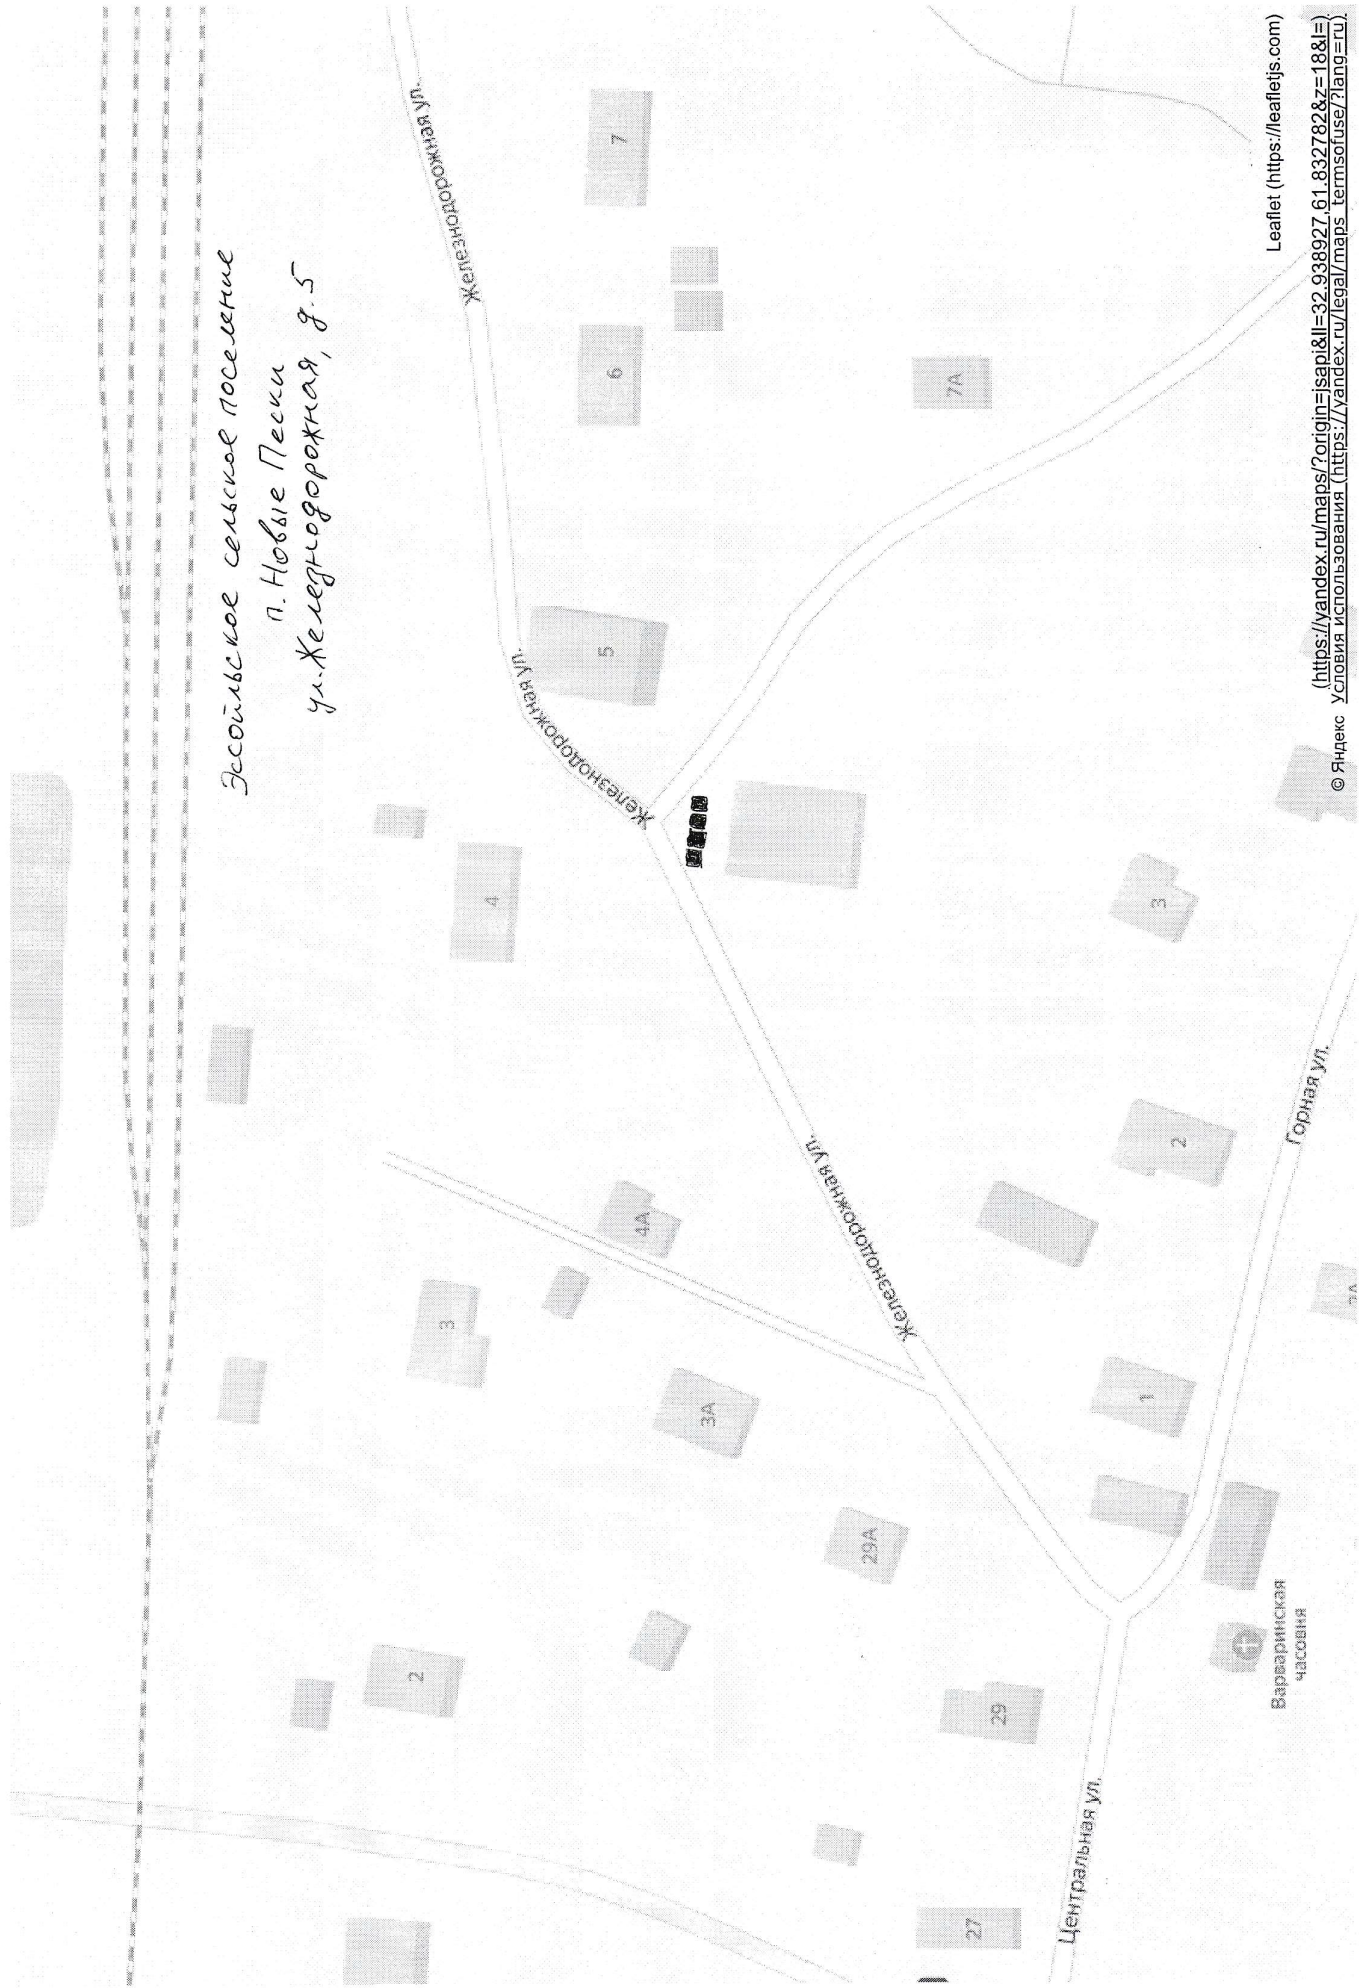 Эссойльское сельское поселение
п. Новые Пески
ул. Железнодорожная, д. 5
Железнодорожная ул.
7
6
5
Железнодорожная ул.
7А
4
3
4А
3
Железнодорожная ул.
2
Горная ул.
3А
1
29А
2
29
Варваринская
часовня
Центральная ул.
27
Leaflet (https://leafletjs.com)
(https://yandex.ru/maps/?origin=jsapi&ll=32.938927,61.832782&z=18&l=)
© Яндекс Условия использования (https://yandex.ru/legal/maps_termsofuse/?lang=ru)